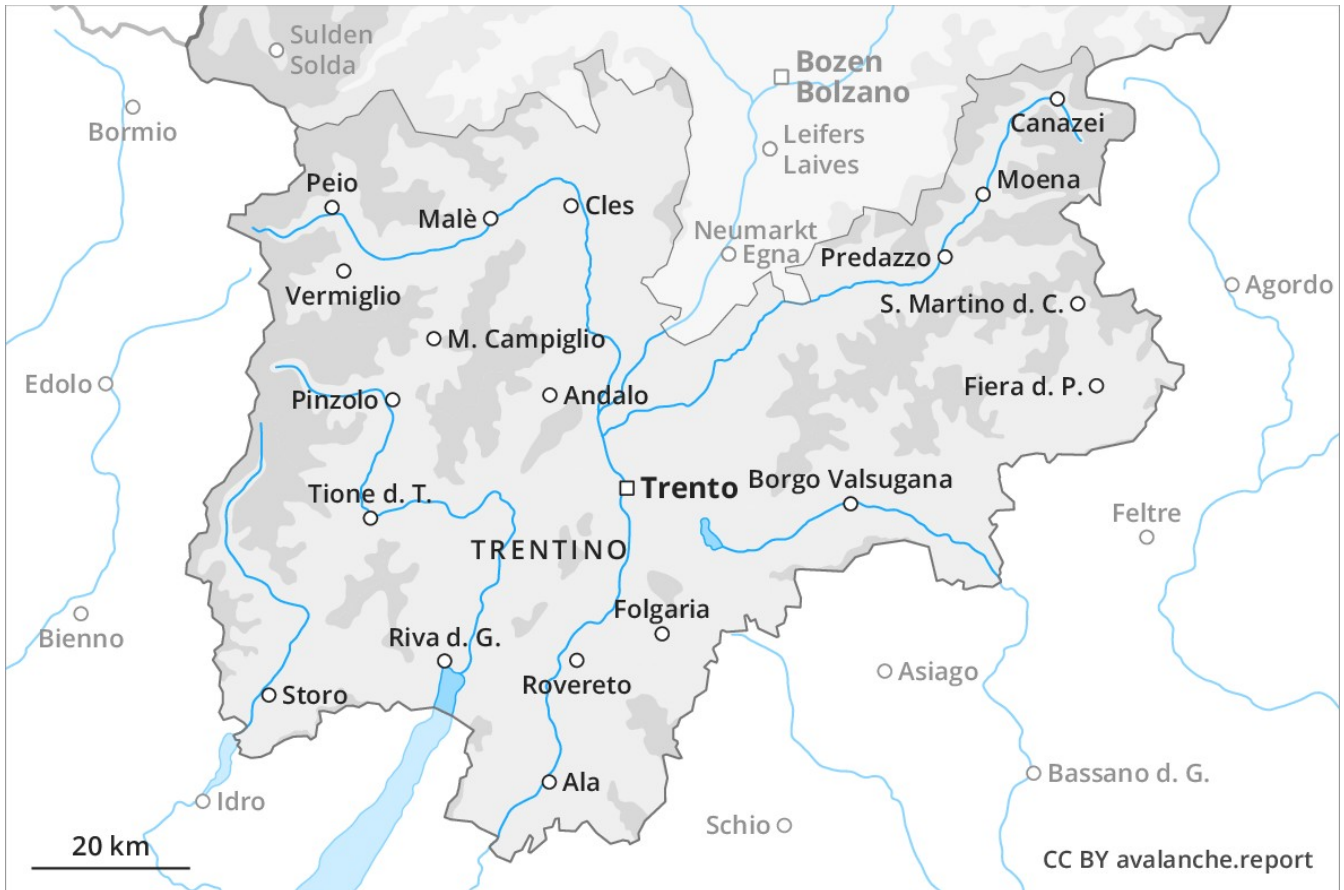 Sulden
Solda
Bozen
Bolzano
Bormio
Canazei
Leifers
Laives
Peio
Moena
Malè
Cles
Neumarkt
Egna
Predazzo
Vermiglio
Agordo
S. Martino d. C.
M. Campiglio
Edolo
Pinzolo
Andalo
Fiera d. P.
Trento
Borgo Valsugana
Tione d. T.
Feltre
TRENTINO
Folgaria
Bienno
Riva d. G.
Asiago
Rovereto
Storo
Bassano d. G.
Ala
Idro
Schio
20 km
CC BY avalanche.report